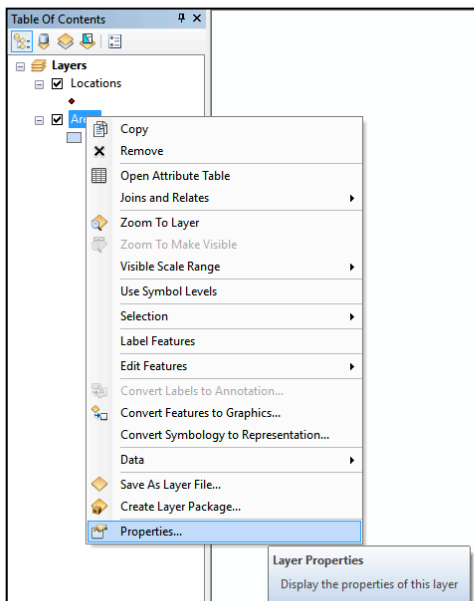 Table Of Contents
Layers
Locations
Copy
Remove
Open Attribute Table
Joins and Relates
Zoom To Layer
Zoom To Make Visible
Visible Scale Range
Use Symbol Levels
Selection
Label Features
Edit Features
Convert Labels to Annotation...
Convert Features to Graphics...
Convert Symbology to Representation...
Data
Save As Layer File...
Create Layer Package...
Properties...
Layer Properties
Display the properties of this layer